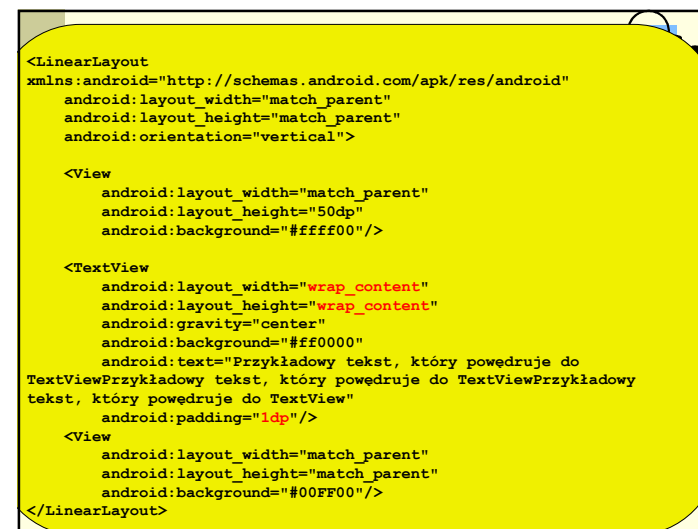 <LinearLayout
xmlns:android="http://schemas.android.com/apk/res/android"
    android:layout_width="match_parent"
    android:layout_height="match_parent"
    android:orientation="vertical">

    <View
        android:layout_width="match_parent"
        android:layout_height="50dp"
        android:background="#ffff00"/>

    <TextView
        android:layout_width="wrap_content"
        android:layout_height="wrap_content"
        android:gravity="center"
        android:background="#ff0000"
        android:text="Przykładowy tekst, który powędruje do
TextViewPrzykładowy tekst, który powędruje do TextViewPrzykładowy
tekst, który powędruje do TextView"
        android:padding="1dp"/>
    <View
        android:layout_width="match_parent"
        android:layout_height="match_parent"
        android:background="#00FF00"/>
</LinearLayout>